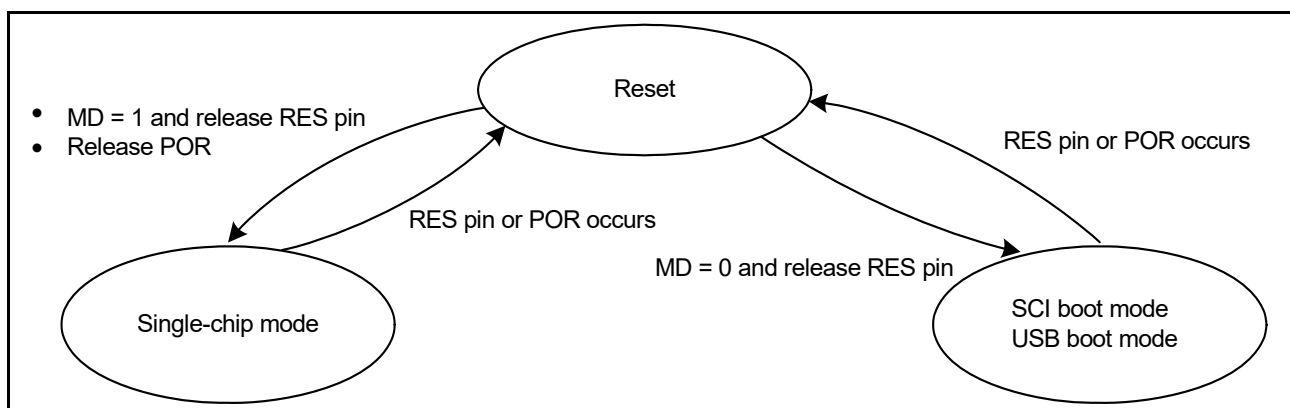 Reset
• MD = 1 and release RES pin
• Release POR
RES pin or POR occurs
RES pin or POR occurs
MD = 0 and release RES pin
Single-chip mode
SCI boot mode
USB boot mode